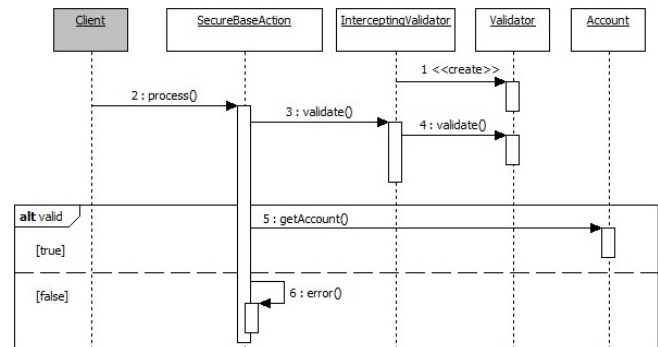 Client
SecureBaseAction
InterceptingValidator
Validator
Account
1 <<create>>
2 : process()
3 : validate()
4 : validate()
alt valid
5 : getAccount()
[true]
[false]
6 : error()